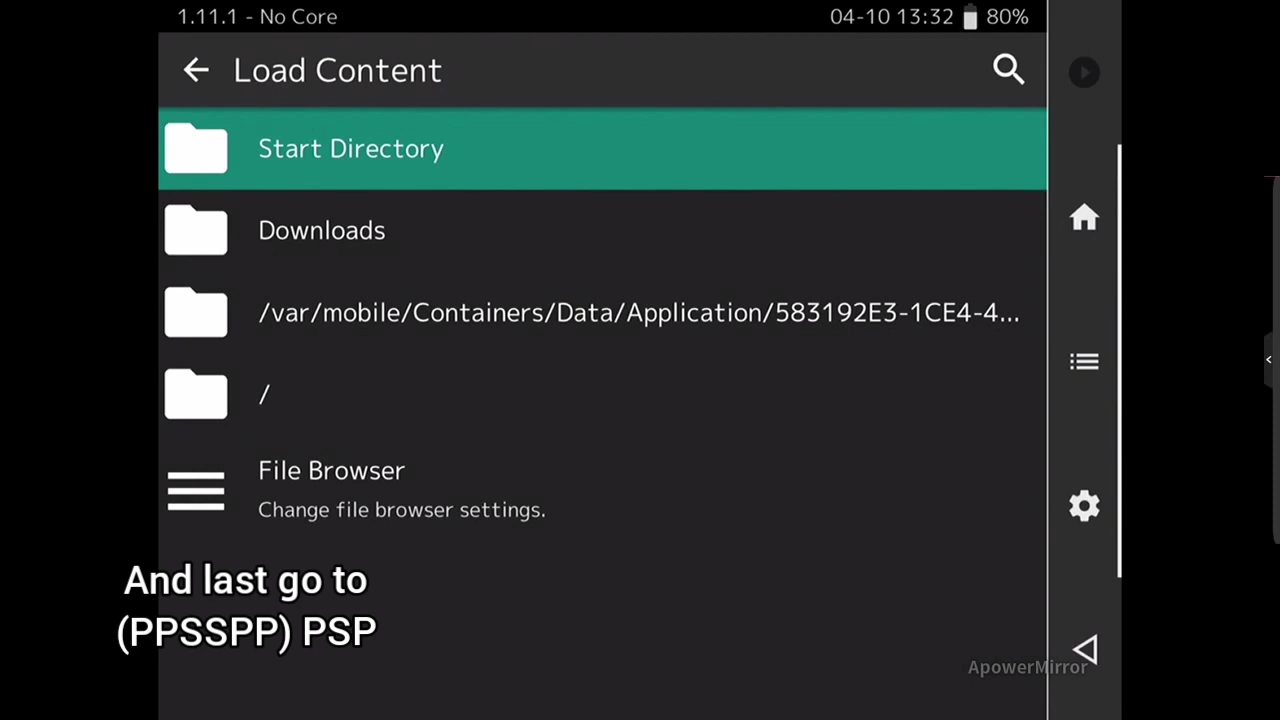 1.11.1 - No Core
04-10 13:32 80%
Load Content
Start Directory
Downloads
/var/mobile/Containers/Data/Application/583192E3-1CE4-4...
/
File Browser
Change file browser settings.
And last go to
(PPSSPP) PSP
ApowerMirror